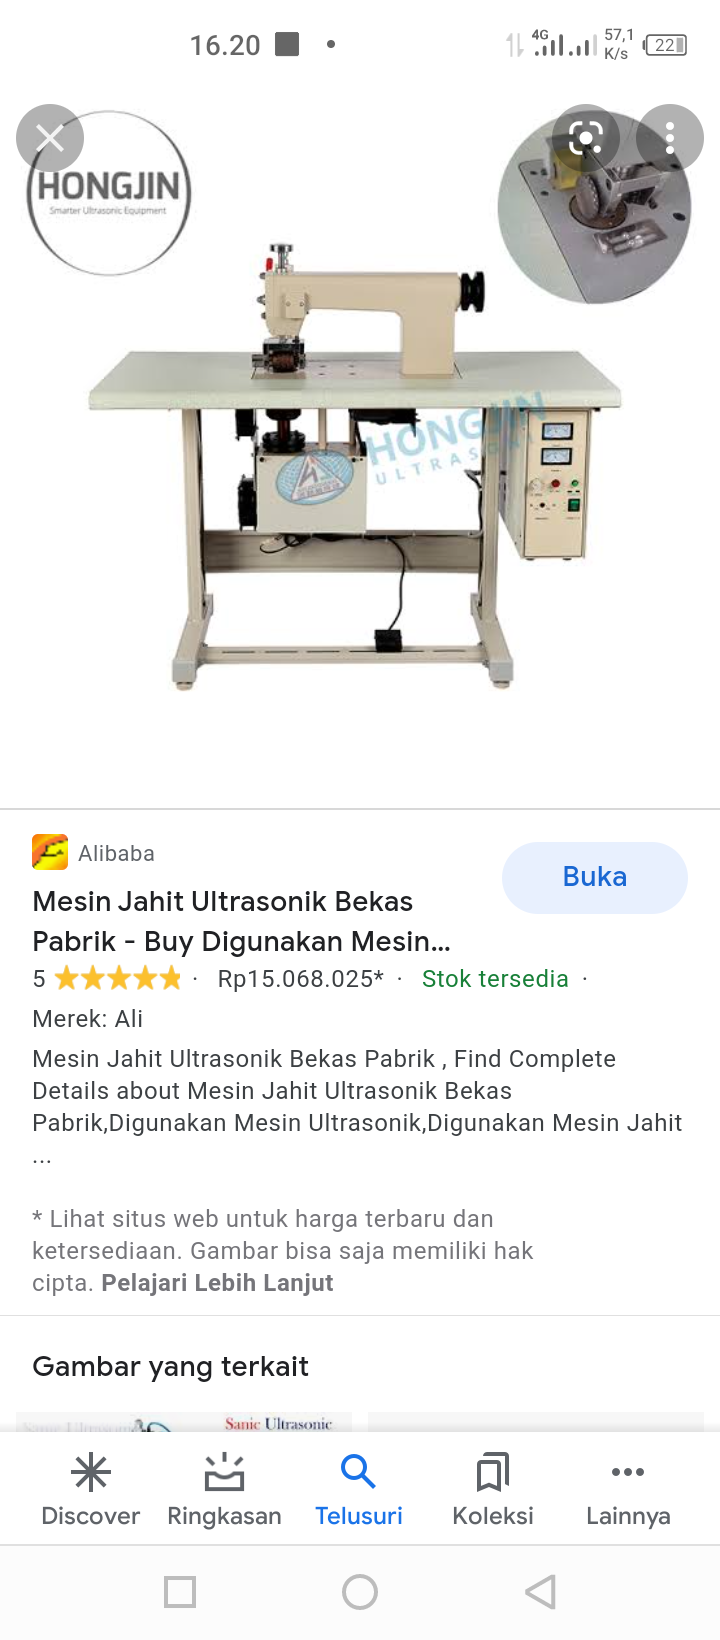 16.20
4G
57,1
K/s
22
HONGJIN
Smarter Ultrasonic Equipment
HONGJIN
ULTRASONI
Alibaba
Buka
Mesin Jahit Ultrasonik Bekas
Pabrik - Buy Digunakan Mesin...
5 · Rp15.068.025* · Stok tersedia ·
Merek: Ali
Mesin Jahit Ultrasonik Bekas Pabrik , Find Complete
Details about Mesin Jahit Ultrasonik Bekas
Pabrik,Digunakan Mesin Ultrasonik,Digunakan Mesin Jahit
...
* Lihat situs web untuk harga terbaru dan
ketersediaan. Gambar bisa saja memiliki hak
cipta. Pelajari Lebih Lanjut
Gambar yang terkait
Sanic Ultrasonic
Discover Ringkasan Telusuri Koleksi Lainnya